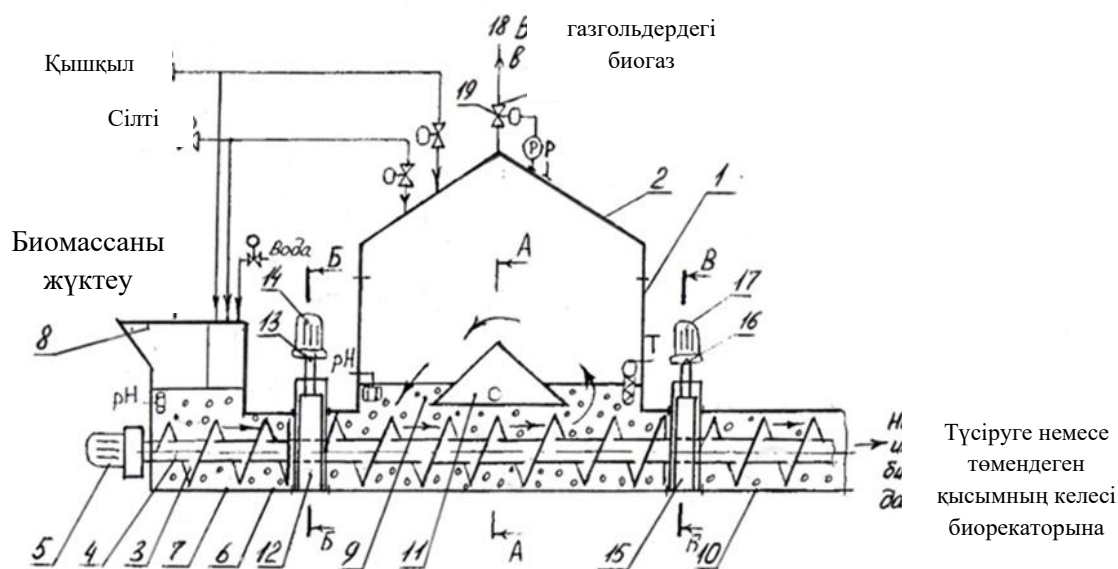 18 В
газгольдердегі
биогаз
Қышқыл
В
19
Сілті
P P
2
1
Биомассаны
жүктеу
Вода
Б
А
В
14
17
8
13
16
T
pH
pH
C
Түсіруге немесе
төмендеген
қысымның келесі
биорекаторына
Б
А
5 4 3 7 6 12 9 11 15 10